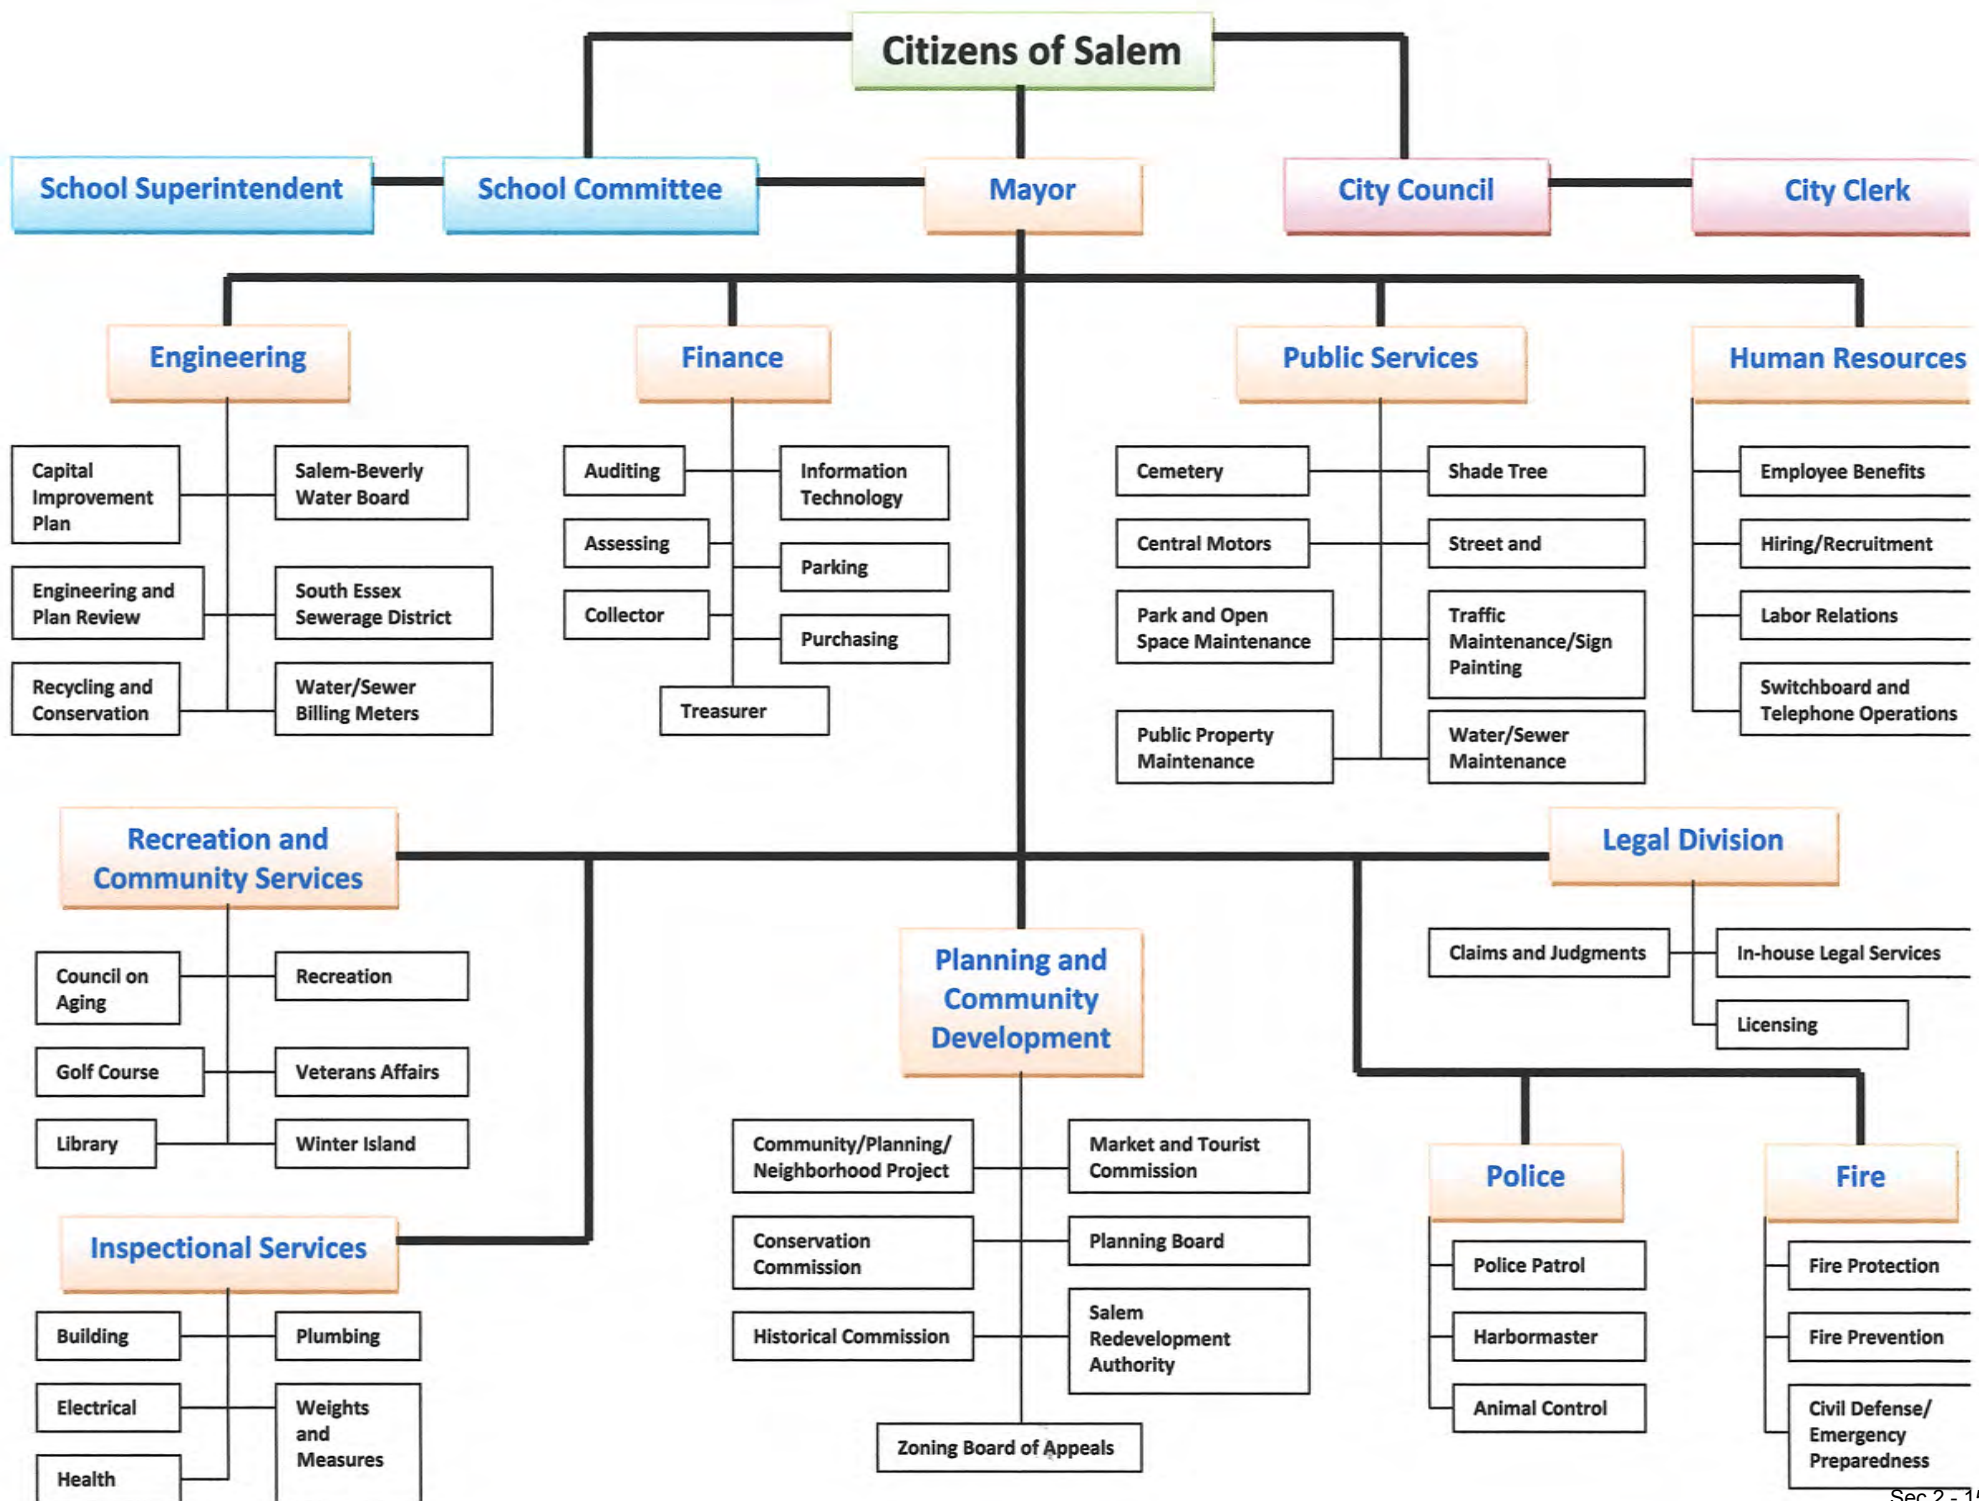 Citizens of Salem
School Superintendent
School Committee
Mayor
City Council
City Clerk
Engineering
Finance
Public Services
Human Resources
Capital
Improvement
Plan
Salem-Beverly
Water Board
Engineering and
Plan Review
South Essex
Sewerage District
Recycling and
Conservation
Water/Sewer
Billing Meters
Auditing
Information
Technology
Assessing
Parking
Collector
Purchasing
Treasurer
Cemetery
Shade Tree
Central Motors
Street and
Park and Open
Space Maintenance
Traffic
Maintenance/Sign
Painting
Public Property
Maintenance
Water/Sewer
Maintenance
Employee Benefits
Hiring/Recruitment
Labor Relations
Switchboard and
Telephone Operations
Recreation and
Community Services
Legal Division
Council on
Aging
Recreation
Golf Course
Veterans Affairs
Library
Winter Island
Planning and
Community
Development
Claims and Judgments
In-house Legal Services
Licensing
Community/Planning/
Neighborhood Project
Market and Tourist
Commission
Conservation
Commission
Planning Board
Historical Commission
Salem
Redevelopment
Authority
Zoning Board of Appeals
Police
Fire
Police Patrol
Harbormaster
Animal Control
Fire Protection
Fire Prevention
Civil Defense/
Emergency
Preparedness
Inspectional Services
Building
Plumbing
Electrical
Weights
and
Measures
Health
Sec 2 -